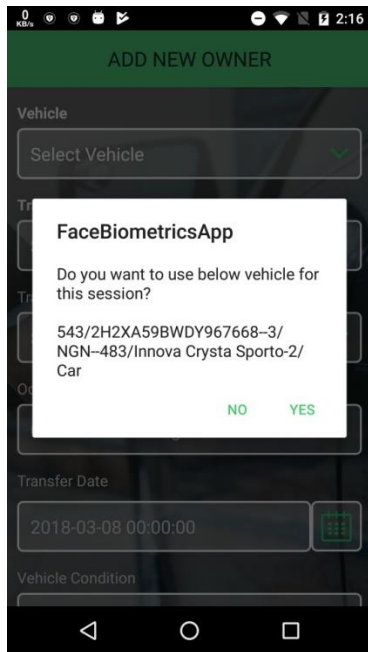 0
KB/s
2:16
ADD NEW OWNER
Vehicle
Select Vehicle
FaceBiometricsApp
Do you want to use below vehicle for
this session?
543/2H2XA59BWDY967668--3/
NGN--483/Innova Crysta Sporto-2/
Car
NO YES
Transfer Date
2018-03-08 00:00:00
Vehicle Condition